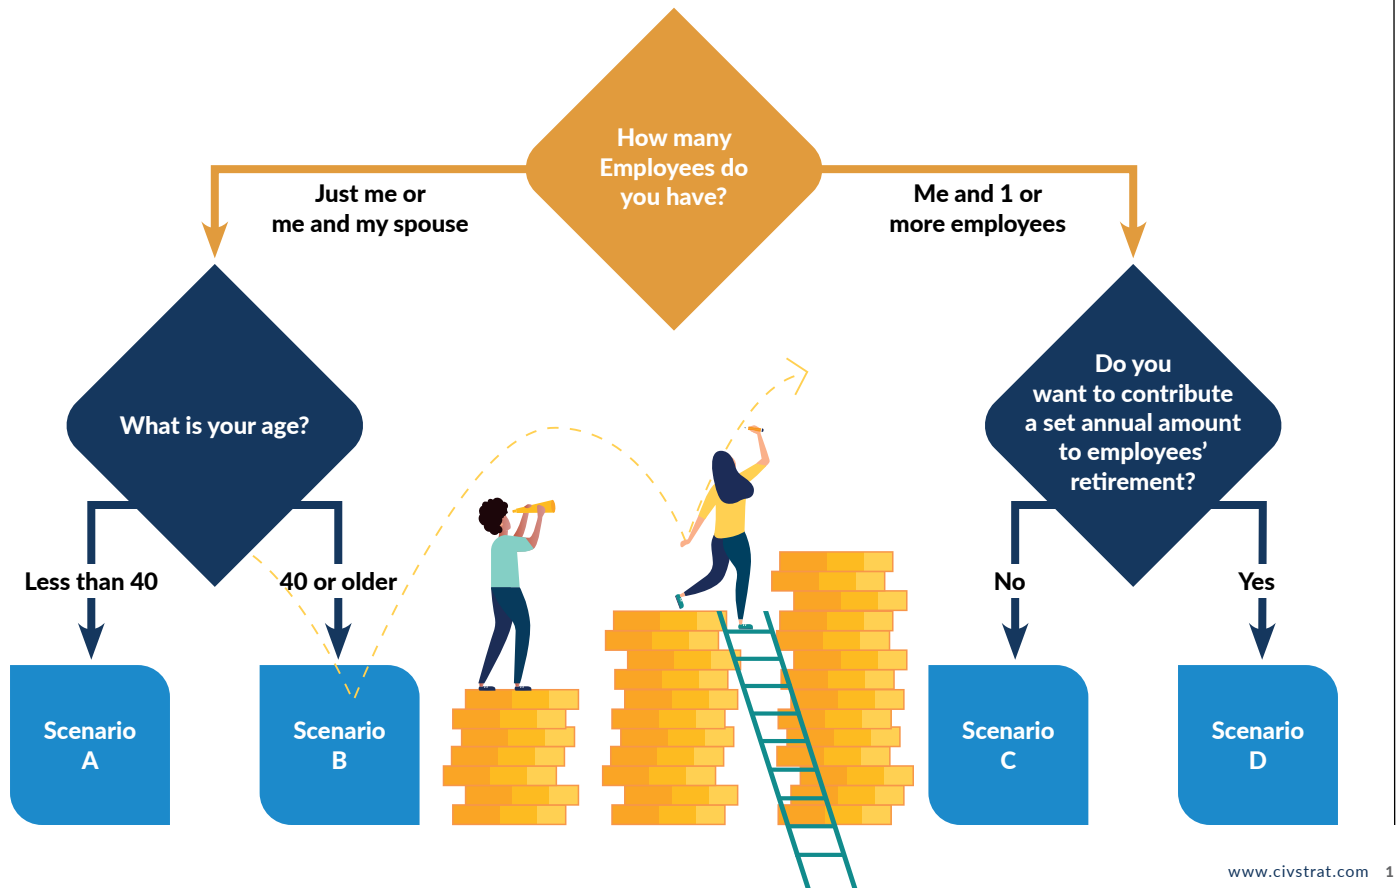 How many
Employees do
you have?
Just me or
me and my spouse
Me and 1 or
more employees
What is your age?
Do you
want to contribute
a set annual amount
to employees’
retirement?
Less than 40
40 or older
No
Yes
Scenario
A
Scenario
B
Scenario
C
Scenario
D
www.civstrat.com 1